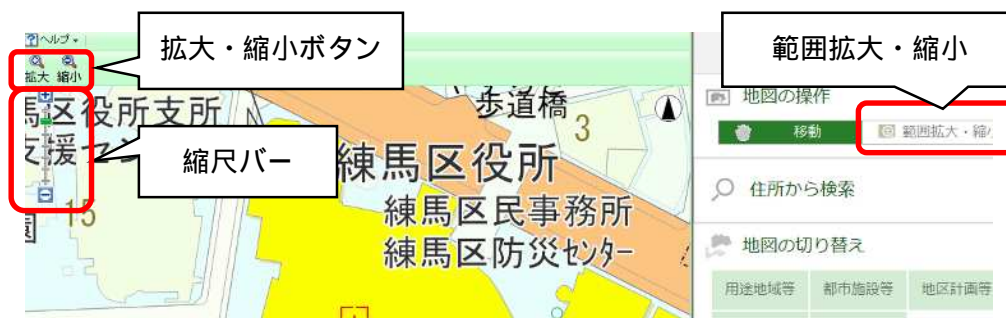 ヘルプ
拡大・縮小ボタン
範囲拡大・縮小
拡大 縮小
馬区役所支所
歩道橋
3
地図の操作
移動
範囲拡大・縮
支援セン
縮尺バー
練馬区役所
住所から検索
15
園
練馬区民事務所
練馬区防災センター
地図の切り替え
用途地域等 都市施設等 地区計画等